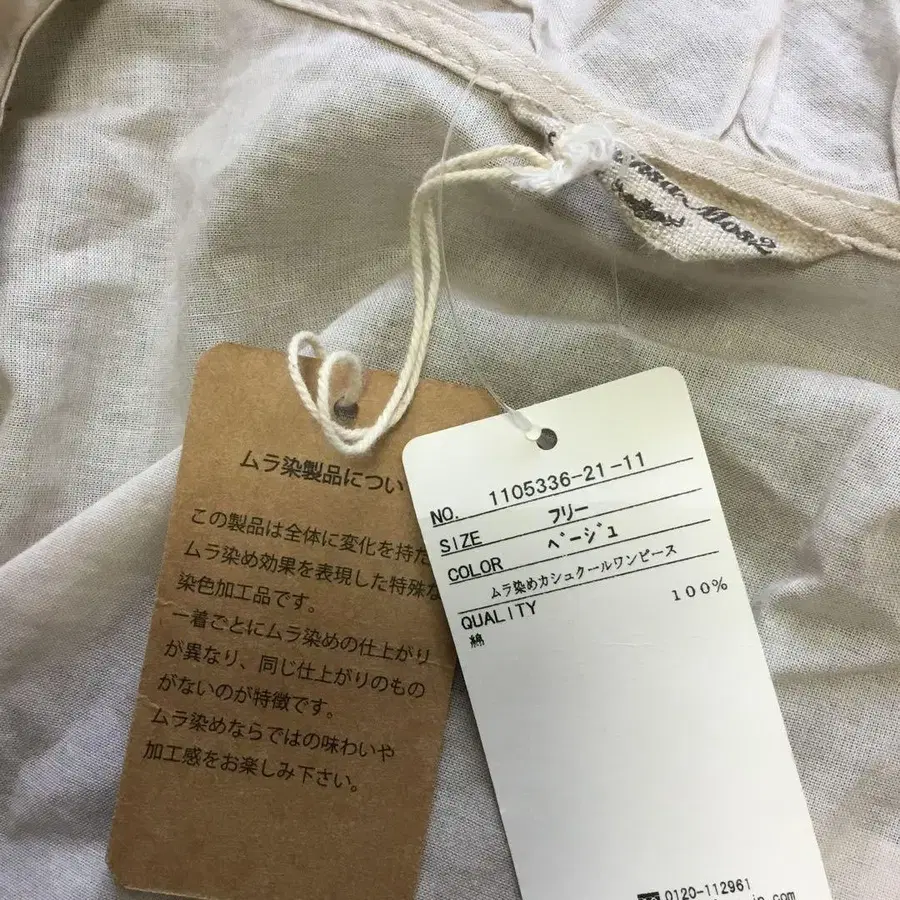 Mos2
ムラ染製品につい
この製品は全体に変化を持た
ムラ染め効果を表現した特殊な
染色加工品です。
一着ごとにムラ染めの仕上がり
が異なり、同じ仕上がりのもの
がないのが特徴です。
ムラ染めならではの味わいや
加工感をお楽しみ下さい。
NO. 1105336-21-11
SIZE フリー
COLOR ベージュ
ムラ染めカシュクールワンピース
QUALITY
綿 100%
0120-112961
.com